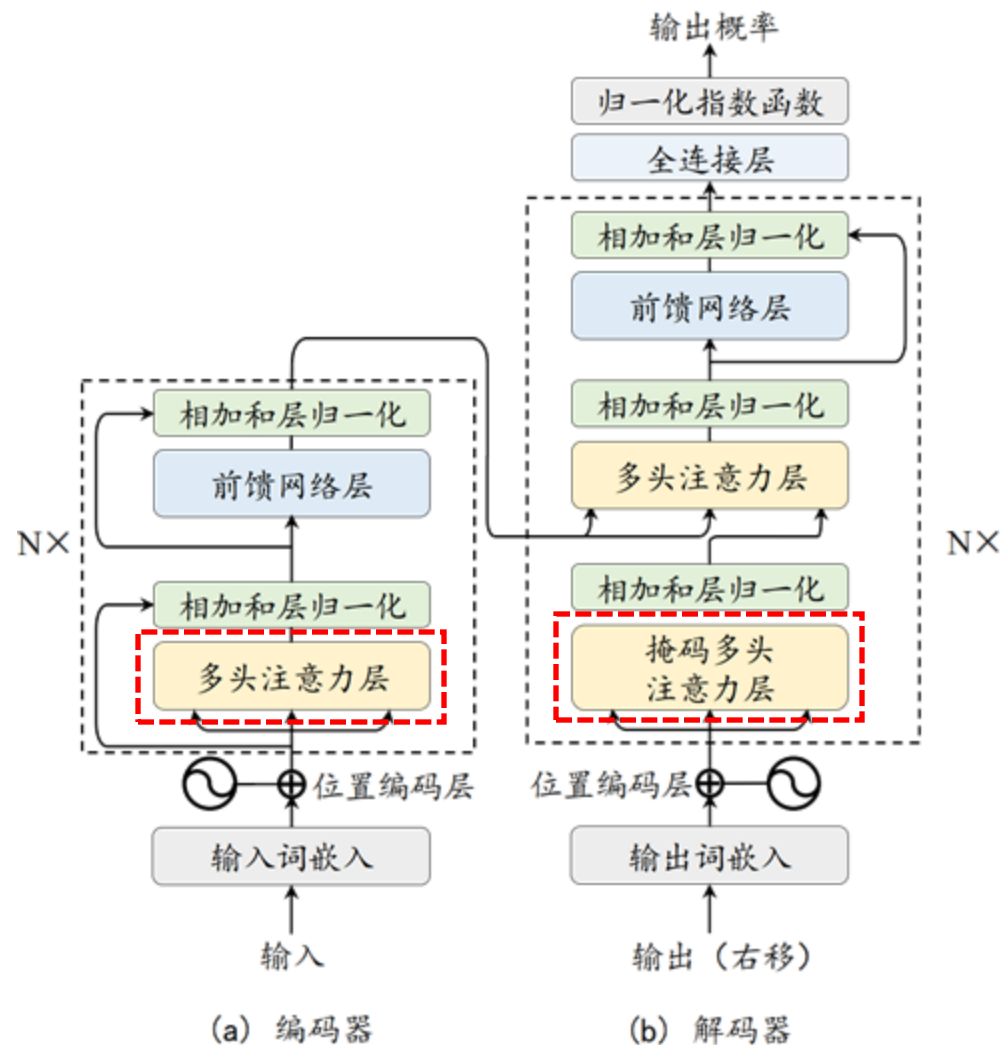 输出概率
归一化指数函数
全连接层
相加和层归一化
前馈网络层
相加和层归一化
多头注意力层
相加和层归一化
掩码多头
注意力层
N×
位置编码层
输出词嵌入
输出（右移）
(b) 解码器
相加和层归一化
前馈网络层
N×
相加和层归一化
多头注意力层
位置编码层
输入词嵌入
输入
(a) 编码器